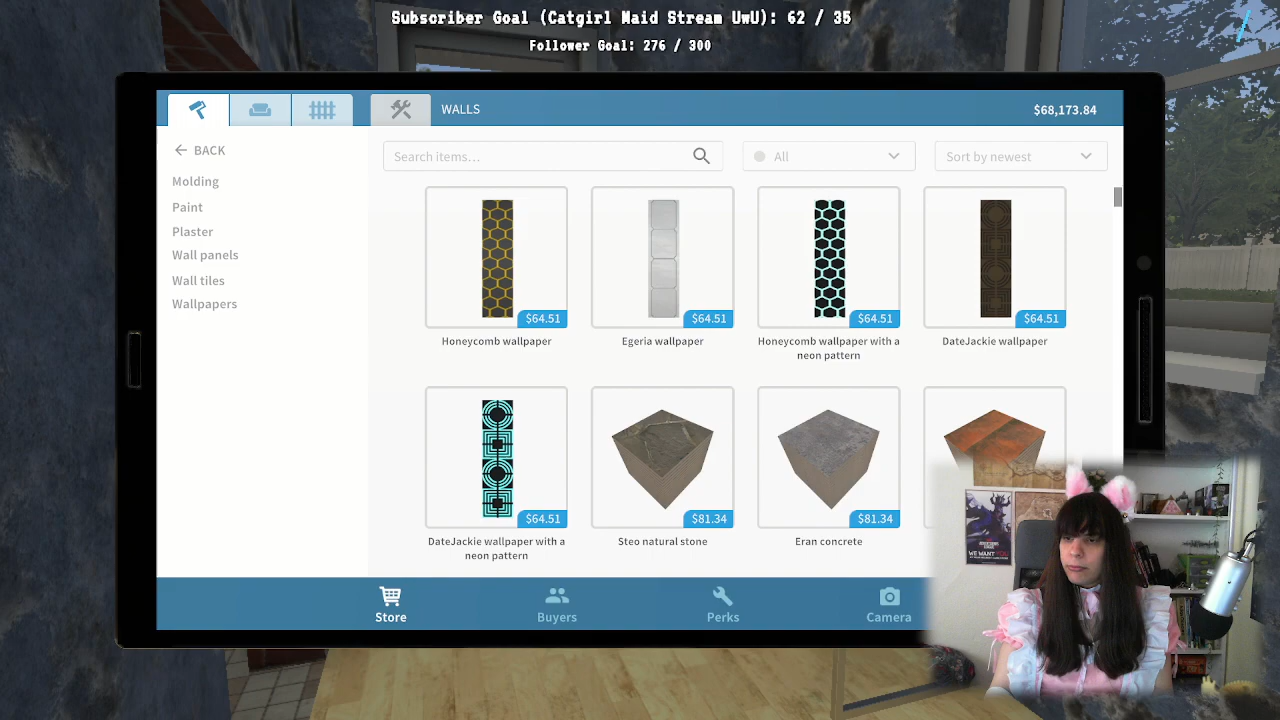 Subscriber Goal (Catgirl Maid Stream UwU): 62 / 35
Follower Goal: 276 / 300
WALLS
$68,173.84
BACK
Search items...
All
Sort by newest
Molding
Paint
Plaster
Wall panels
Wall tiles
Wallpapers
$64.51
$64.51
$64.51
$64.51
Honeycomb wallpaper
Egeria wallpaper
Honeycomb wallpaper with a
neon pattern
DateJackie wallpaper
$64.51
$81.34
$81.34
DateJackie wallpaper with a
neon pattern
Steo natural stone
Eran concrete
WE WANT YOU
Store
Buyers
Perks
Camera